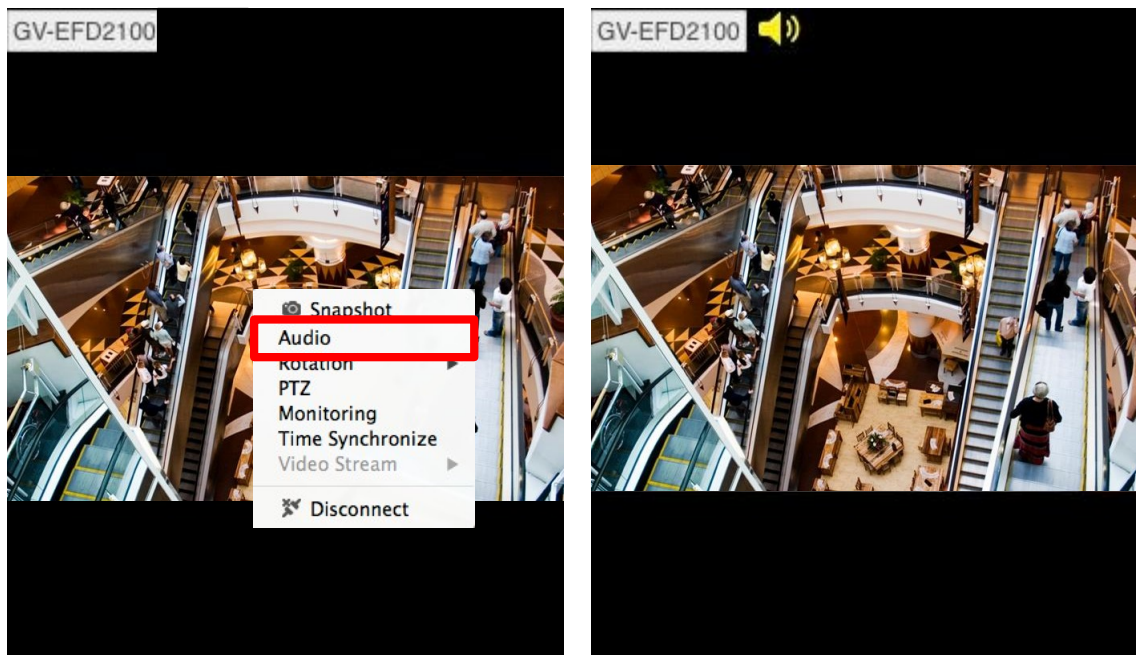 GV-EFD2100
Snapshot
Audio
Rotation
PTZ
Monitoring
Time Synchronize
Video Stream
Disconnect
GV-EFD2100